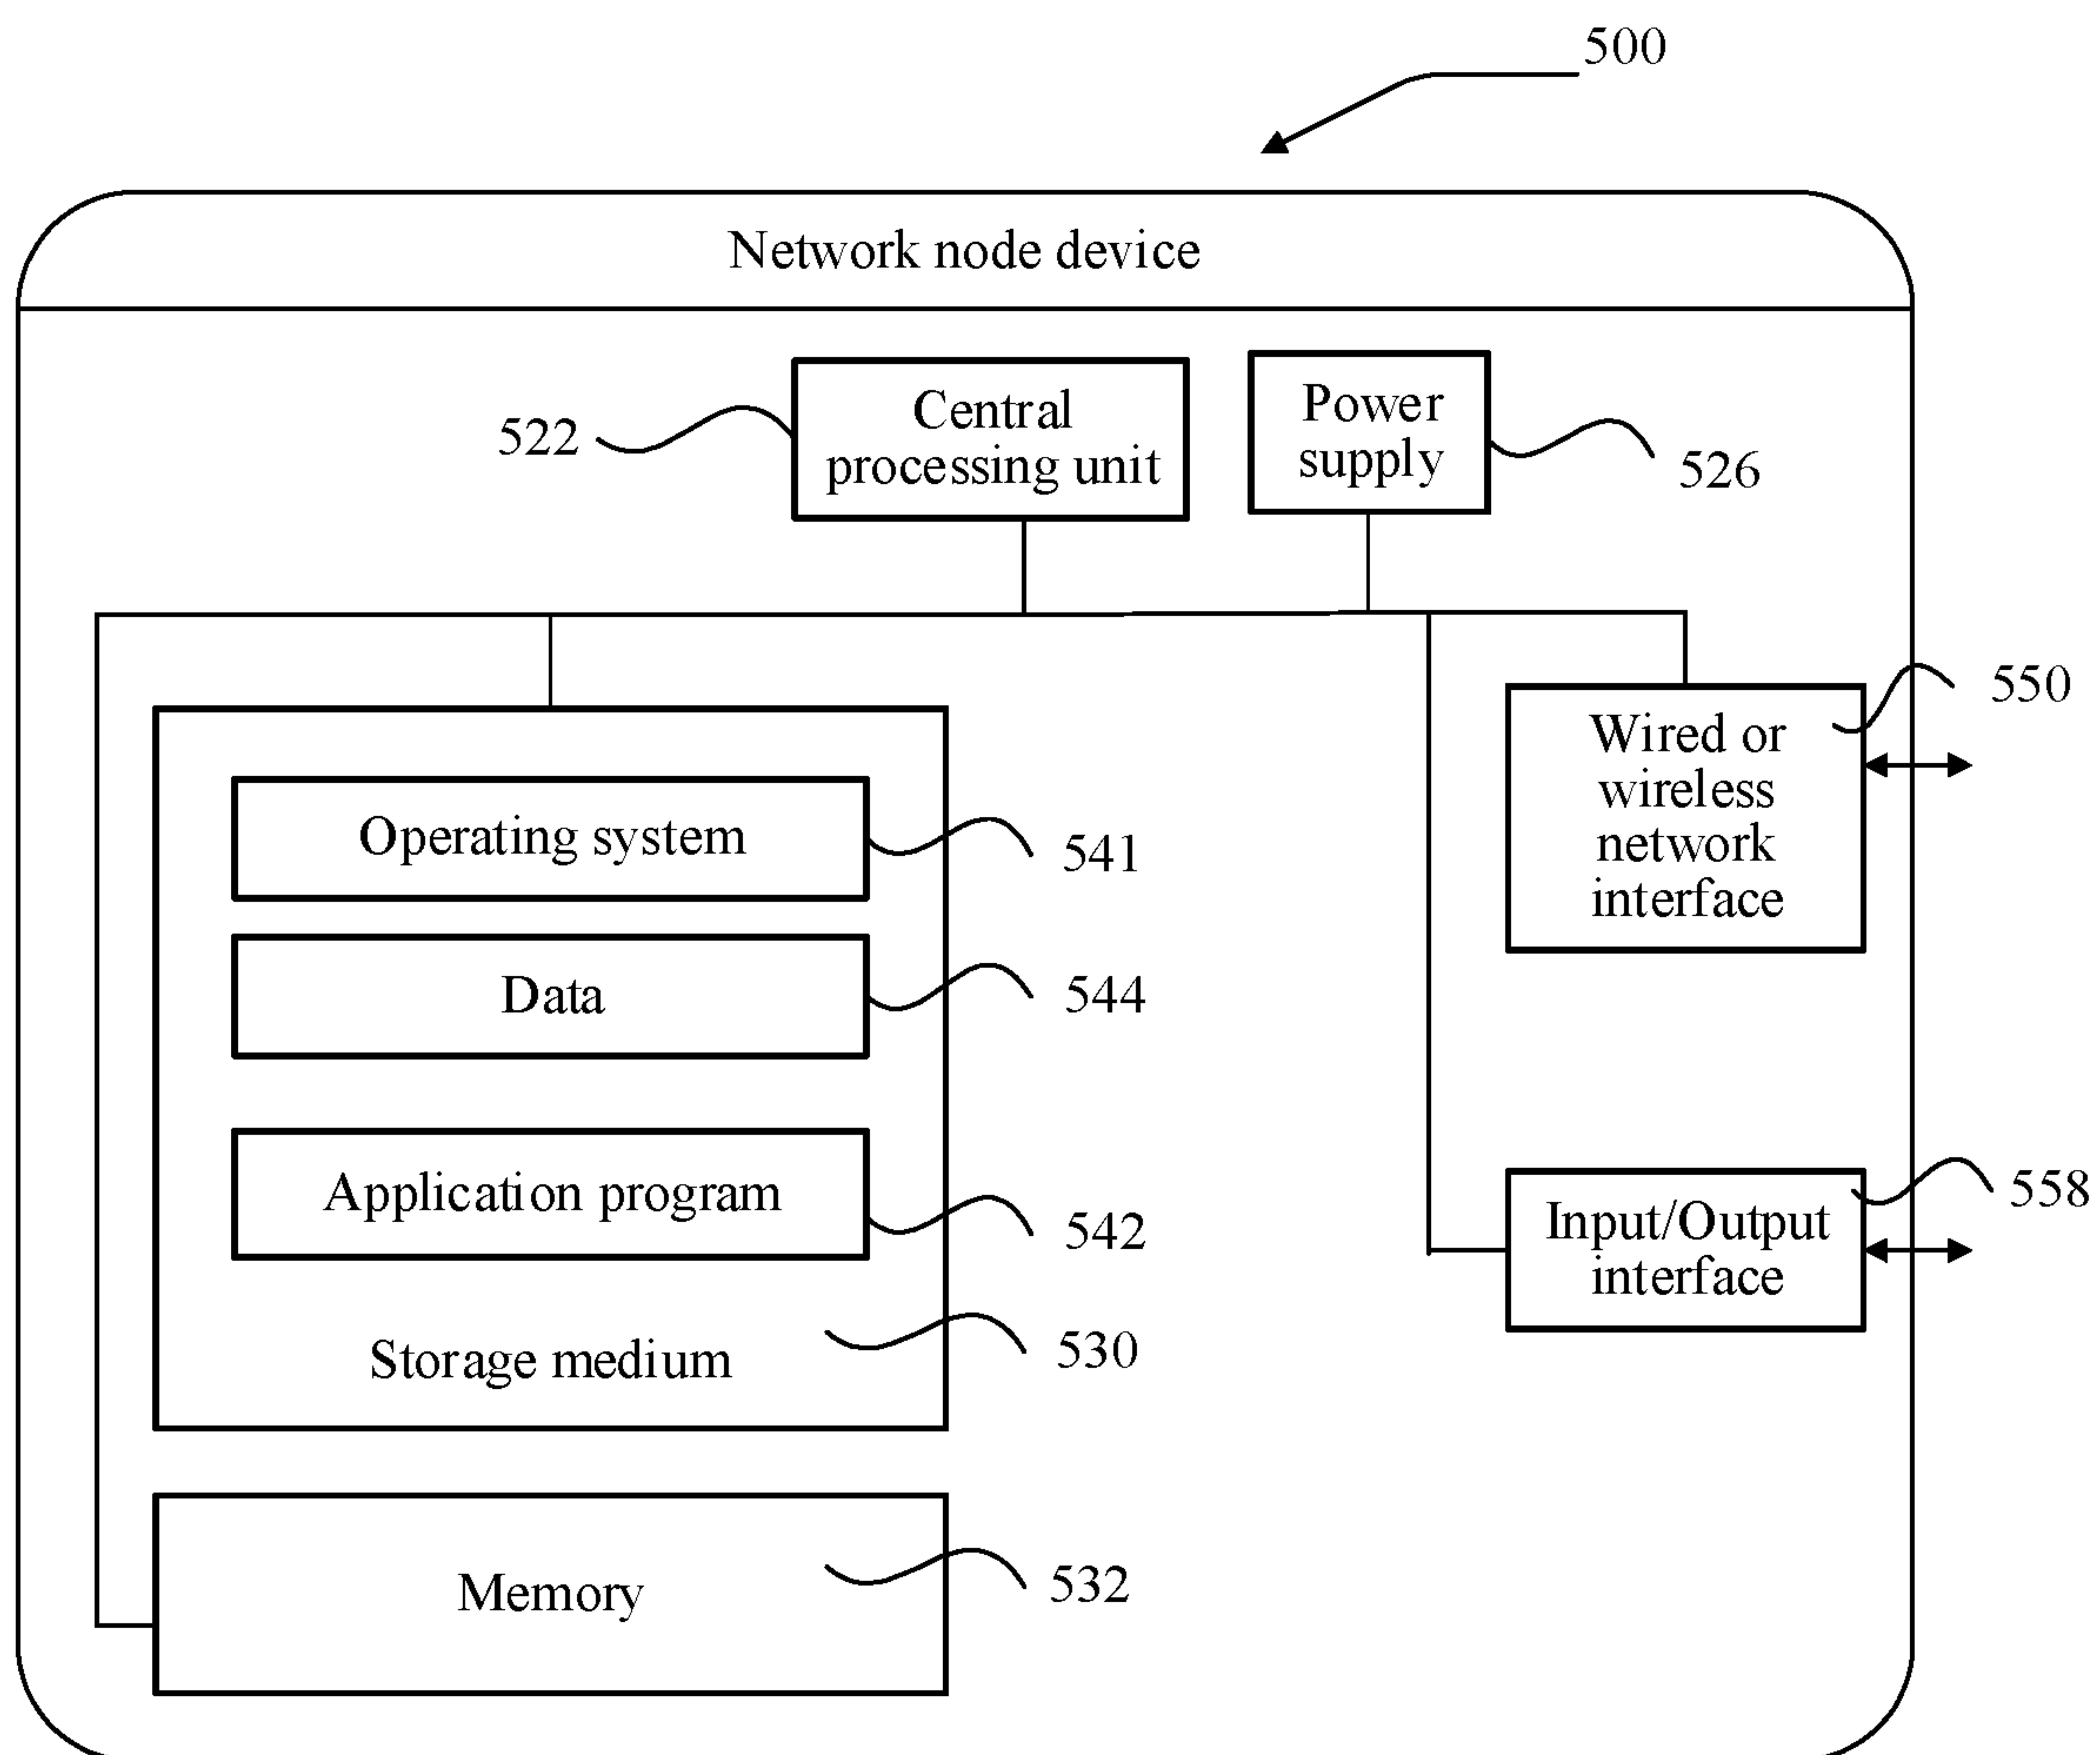 500
Network node device
Central
processing unit
522
Power
supply
526
550
Wired or
wireless
network
interface
Operating system
541
Data
544
Application program
542
558
Input/Output
interface
Storage medium
530
Memory
532